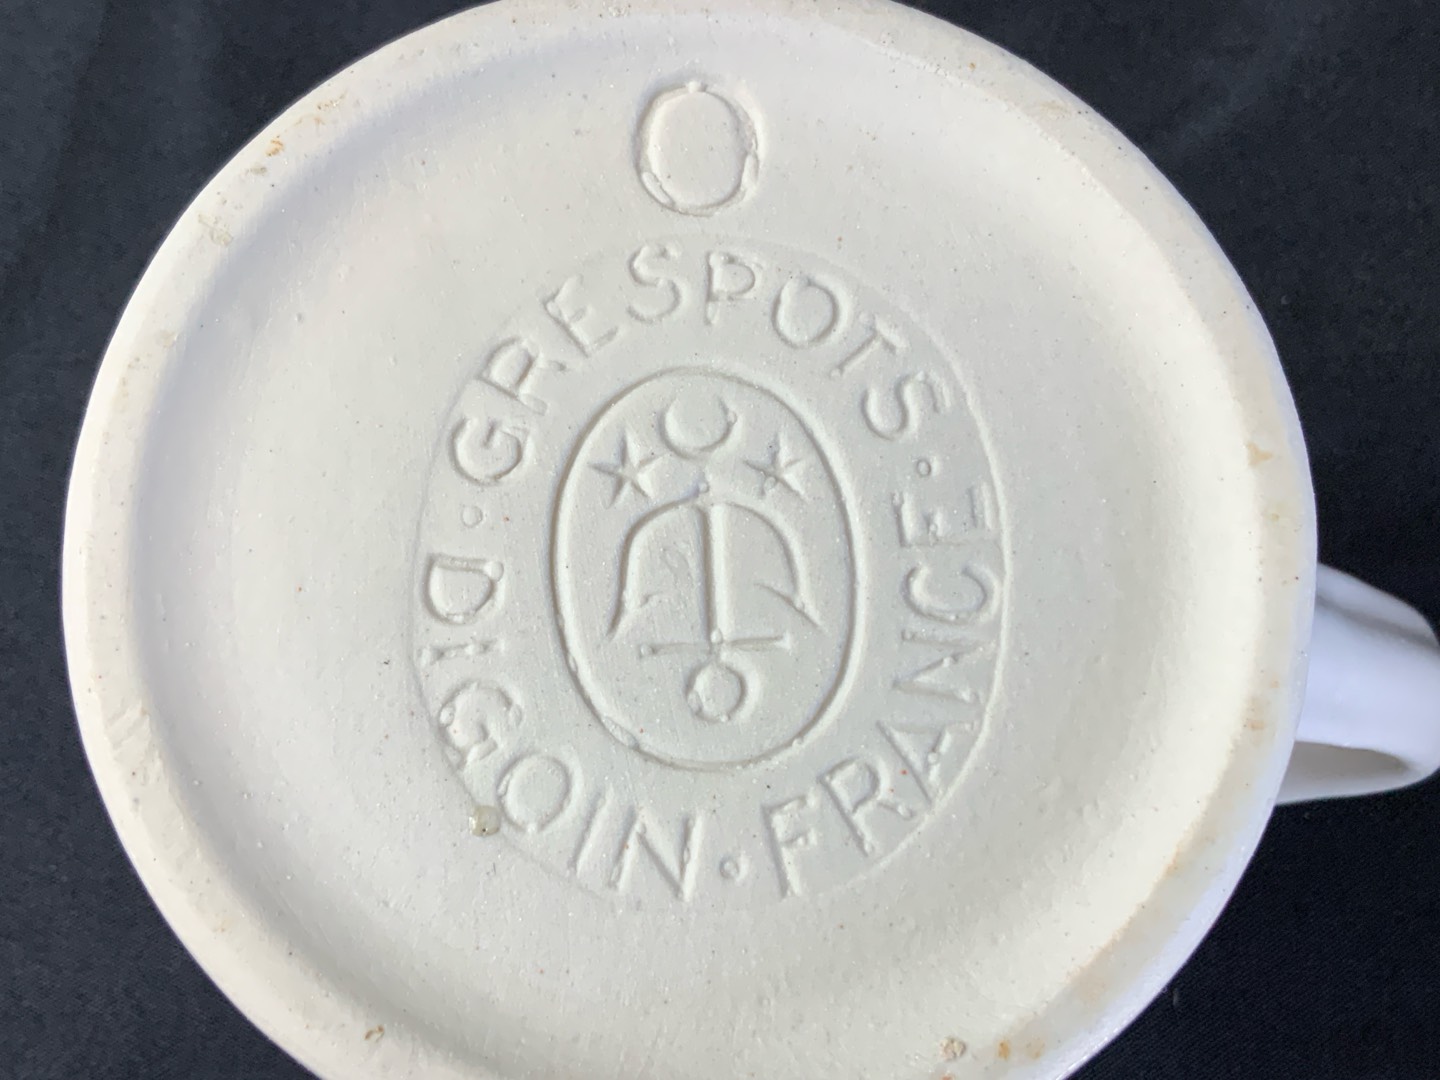 GRESPOTS · FRANCE · DIGOIN ·